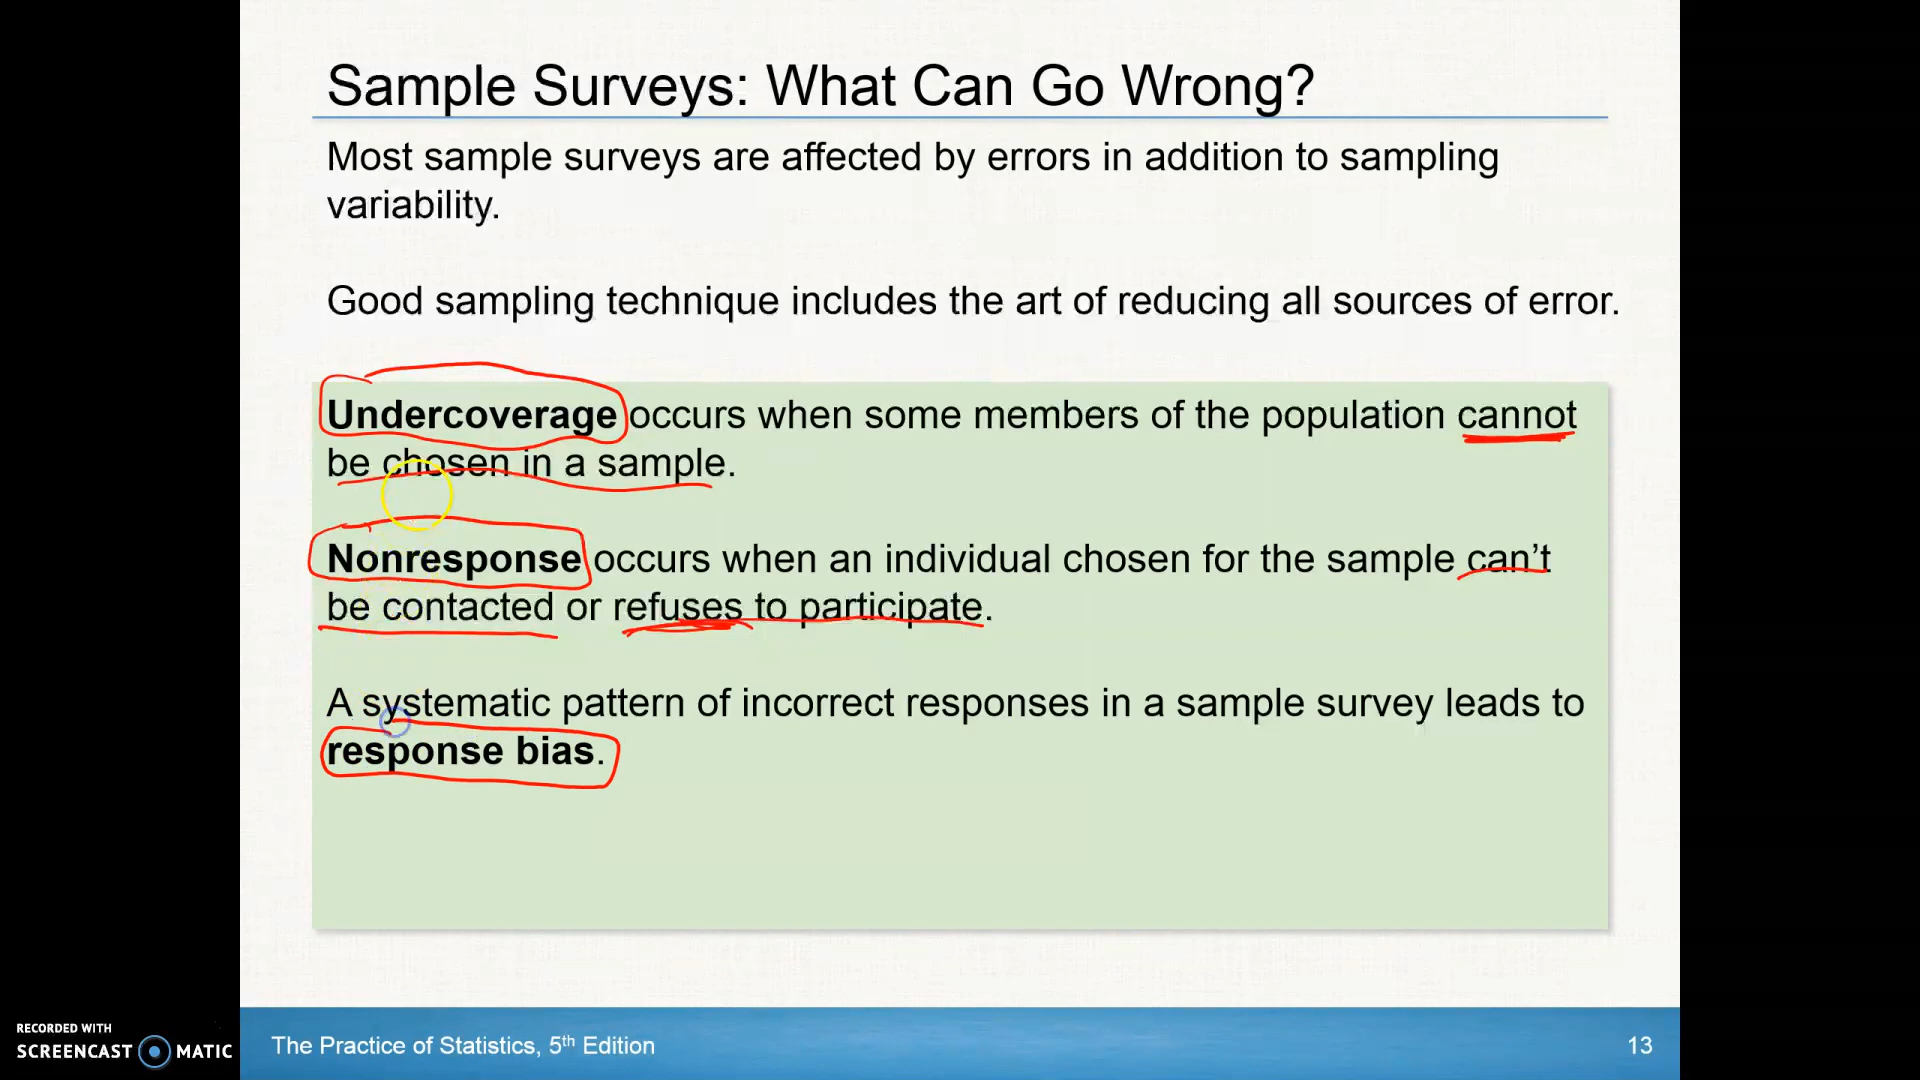 Sample Surveys: What Can Go Wrong?
Most sample surveys are affected by errors in addition to sampling
variability.
Good sampling technique includes the art of reducing all sources of error.
Undercoverage occurs when some members of the population cannot
be chosen in a sample.
Nonresponse occurs when an individual chosen for the sample can’t
be contacted or refuses to participate.
A systematic pattern of incorrect responses in a sample survey leads to
response bias.
RECORDED WITH
SCREENCAST MATIC
The Practice of Statistics, 5th Edition
13